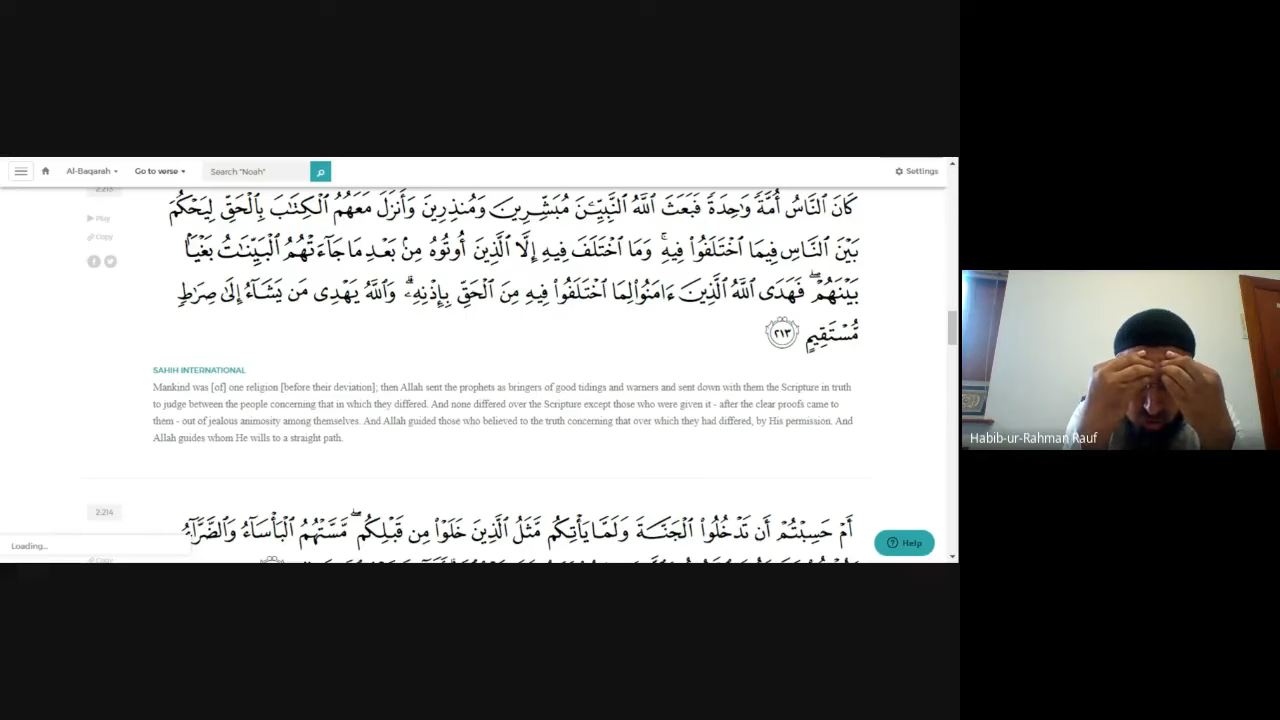 Al-Baqarah
Go to verse
Search "Noah"
Settings
2:213
Play
Copy
كَانَ ٱلنَّاسُ أُمَّةً وَٰحِدَةً فَبَعَثَ ٱللَّهُ ٱلنَّبِيِّـۧنَ مُبَشِّرِينَ وَمُنذِرِينَ وَأَنزَلَ مَعَهُمُ ٱلْكِتَـٰبَ بِٱلْحَقِّ لِيَحْكُمَ
بَيْنَ ٱلنَّاسِ فِيمَا ٱخْتَلَفُوا۟ فِيهِ ۚ وَمَا ٱخْتَلَفَ فِيهِ إِلَّا ٱلَّذِينَ أُوتُوهُ مِنۢ بَعْدِ مَا جَآءَتْهُمُ ٱلْبَيِّنَـٰتُ بَغْيًۢا
بَيْنَهُمْ ۖ فَهَدَى ٱللَّهُ ٱلَّذِينَ ءَامَنُوا۟ لِمَا ٱخْتَلَفُوا۟ فِيهِ مِنَ ٱلْحَقِّ بِإِذْنِهِۦ ۗ وَٱللَّهُ يَهْدِى مَن يَشَآءُ إِلَىٰ صِرَٰطٍ
مُّسْتَقِيمٍ ٢١٣
SAHIH INTERNATIONAL
Mankind was [of] one religion [before their deviation]; then Allah sent the prophets as bringers of good tidings and warners and sent down with them the Scripture in truth
to judge between the people concerning that in which they differed. And none differed over the Scripture except those who were given it - after the clear proofs came to
them - out of jealous animosity among themselves. And Allah guided those who believed to the truth concerning that over which they had differed, by His permission. And
Allah guides whom He wills to a straight path.
2:214
أَمْ حَسِبْتُمْ أَن تَدْخُلُوا۟ ٱلْجَنَّةَ وَلَمَّا يَأْتِكُم مَّثَلُ ٱلَّذِينَ خَلَوْا۟ مِن قَبْلِكُم ۖ مَّسَّتْهُمُ ٱلْبَأْسَآءُ وَٱلضَّرَّآءُ
Loading...
Copy
Help
Habib-ur-Rahman Rauf